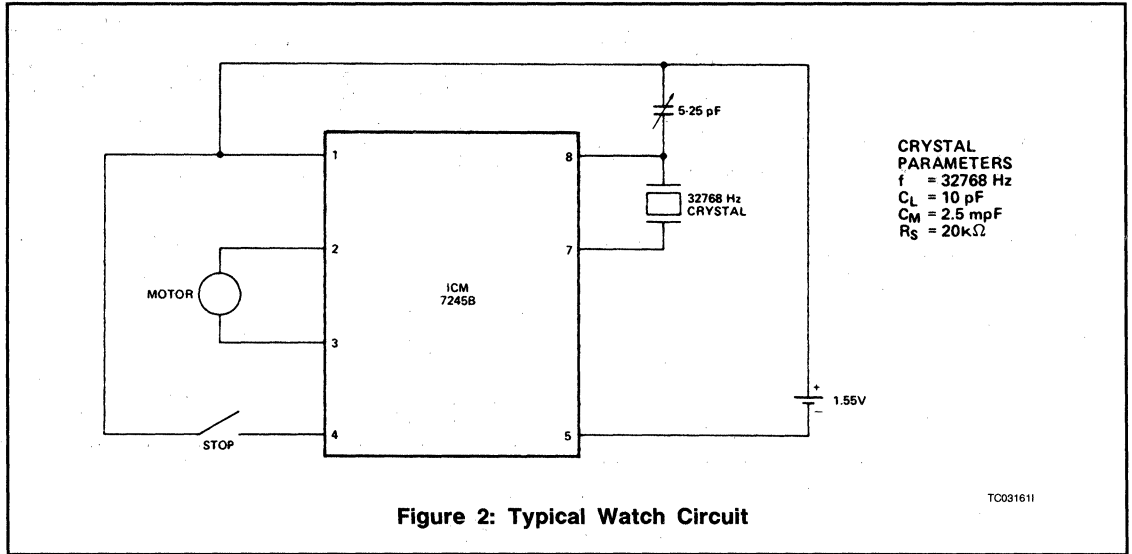 5-25 pF
1
8
32768 Hz
CRYSTAL
2
7
MOTOR
ICM
7245B
3
+
1.55V
−
4
5
STOP
CRYSTAL
PARAMETERS
f = 32768 Hz
CL = 10 pF
CM = 2.5 mpF
RS = 20kΩ
TC03161I
Figure 2: Typical Watch Circuit